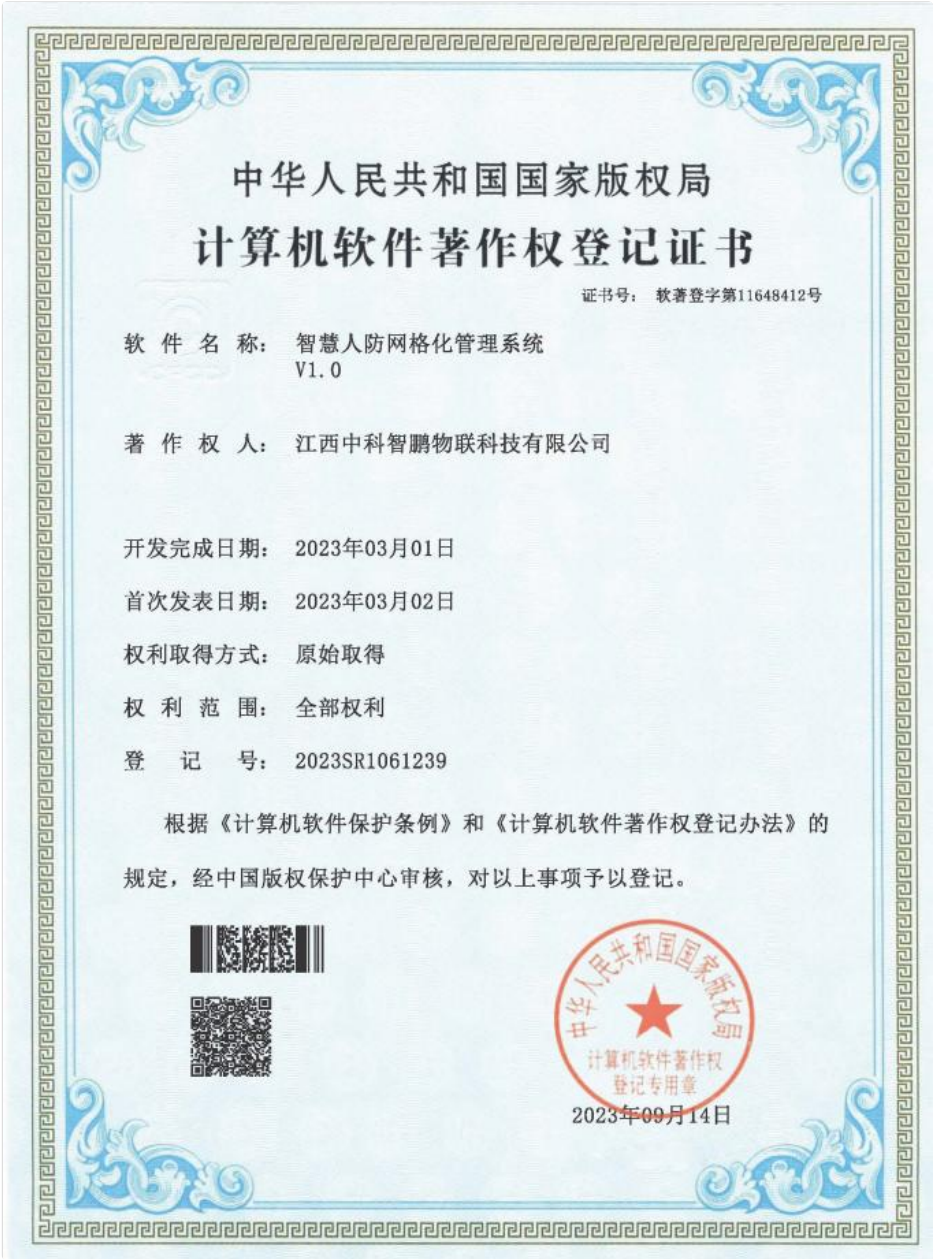 中华人民共和国国家版权局
计算机软件著作权登记证书
证书号： 软著登字第11648412号
软件名称： 智慧人防网格化管理系统
V1.0
著作权人： 江西中科智鹏物联科技有限公司
开发完成日期： 2023年03月01日
首次发表日期： 2023年03月02日
权利取得方式： 原始取得
权利范围： 全部权利
登记号： 2023SR1061239
根据《计算机软件保护条例》和《计算机软件著作权登记办法》的
规定，经中国版权保护中心审核，对以上事项予以登记。
中华人民共和国国家版权局
计算机软件著作权
登记专用章
2023年09月14日